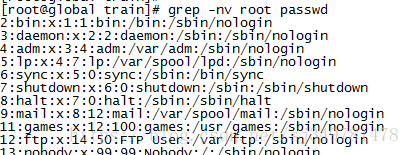 [root@global train]# grep -nv root passwd
2:bin:x:1:1:bin:/bin:/sbin/nologin
3:daemon:x:2:2:daemon:/sbin:/sbin/nologin
4:adm:x:3:4:adm:/var/adm:/sbin/nologin
5:lp:x:4:7:lp:/var/spool/lpd:/sbin/nologin
6:sync:x:5:0:sync:/sbin:/bin/sync
7:shutdown:x:6:0:shutdown:/sbin:/sbin/shutdown
8:halt:x:7:0:halt:/sbin:/sbin/halt
9:mail:x:8:12:mail:/var/spool/mail:/sbin/nologin
11:games:x:12:100:games:/usr/games:/sbin/nologin
12:ftp:x:14:50:FTP User:/var/ftp:/sbin/nologin
13:nobody:x:99:99:Nobody:/:/sbin/nologin